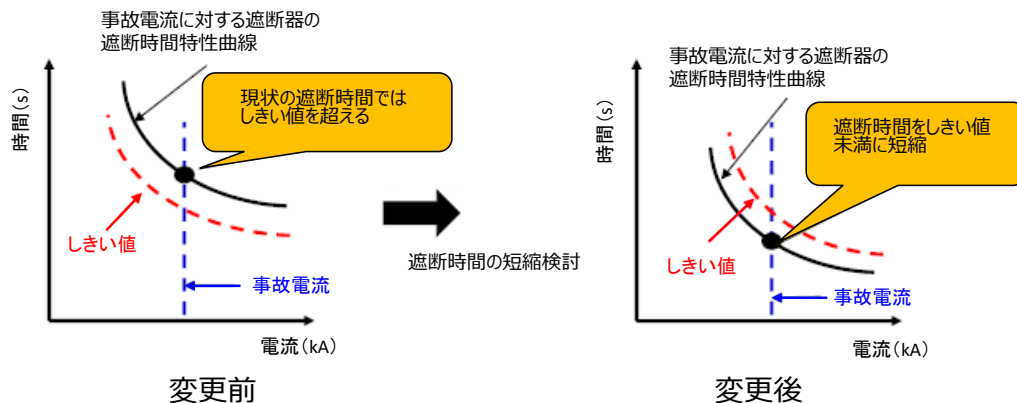 事故電流に対する遮断器の
遮断時間特性曲線
現状の遮断時間では
しきい値を超える
時間(s)
しきい値
事故電流
電流(kA)
変更前
遮断時間の短縮検討
事故電流に対する遮断器の
遮断時間特性曲線
遮断時間をしきい値
未満に短縮
時間(s)
しきい値
事故電流
電流(kA)
変更後